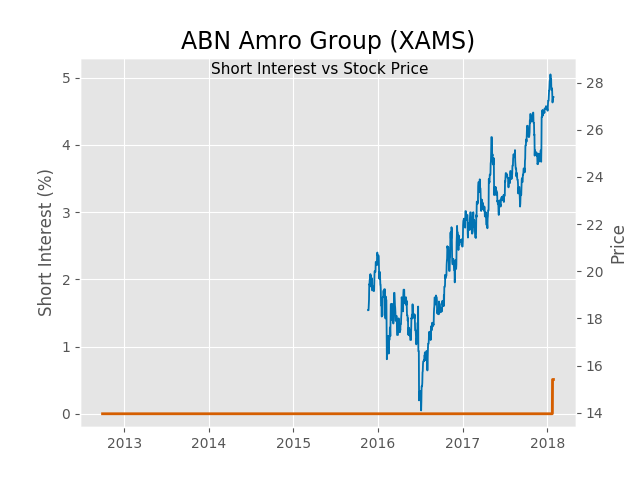 ABN Amro Group (XAMS)
Short Interest vs Stock Price
Short Interest (%)
5
4
3
2
1
0
28
26
24
22
20
18
16
14
Price
2013 2014 2015 2016 2017 2018